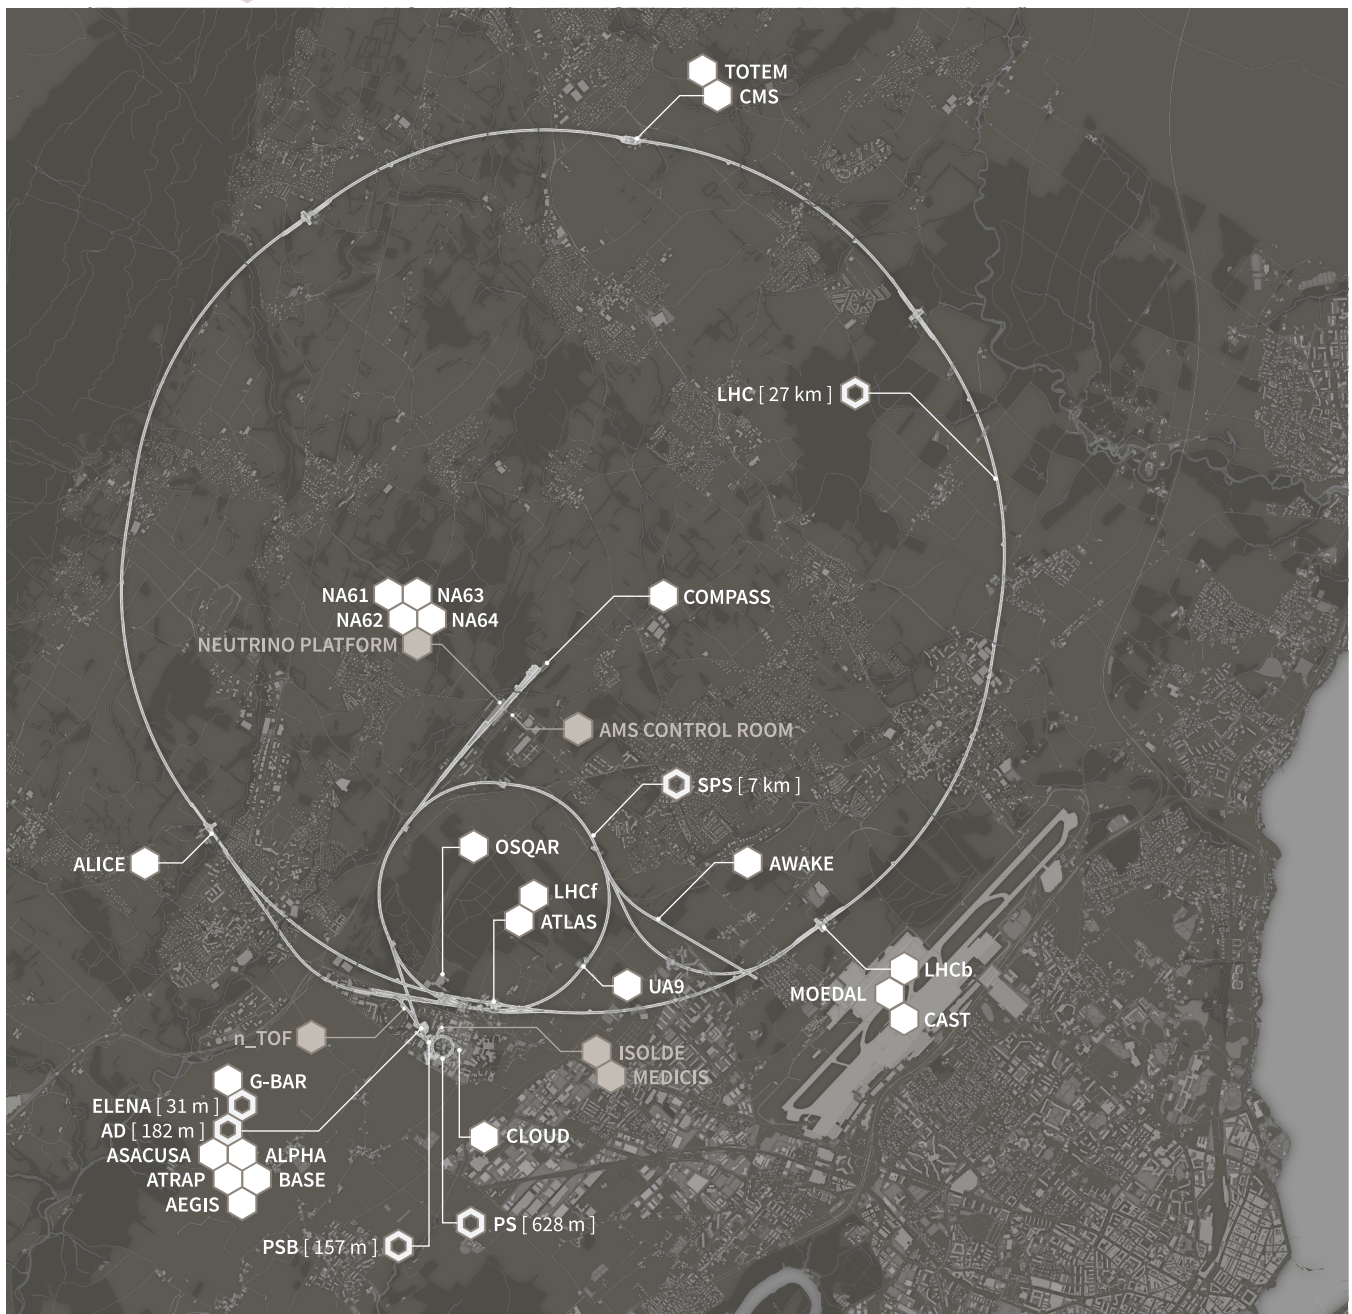 TOTEM
CMS
LHC [ 27 km ]
NA61 NA63
NA62 NA64
NEUTRINO PLATFORM
COMPASS
AMS CONTROL ROOM
SPS [ 7 km ]
OSQAR
ALICE
AWAKE
LHCf
ATLAS
UA9
LHCb
MOEDAL
CAST
n_TOF
ISOLDE
MEDICIS
G-BAR
ELENA [ 31 m ]
AD [ 182 m ]
ASACUSA ALPHA
ATRAP BASE
AEGIS
CLOUD
PS [ 628 m ]
PSB [ 157 m ]